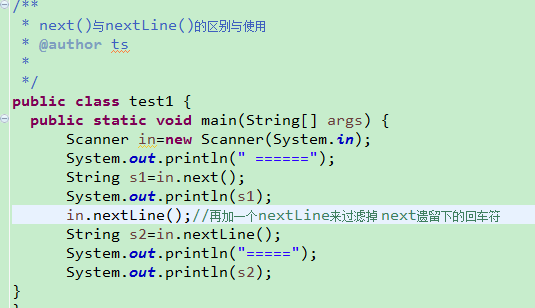 /**
 * next()与nextLine()的区别与使用
 * @author ts
 *
 */
public class test1 {
  public static void main(String[] args) {
      Scanner in=new Scanner(System.in);
      System.out.println(" ======");
      String s1=in.next();
      System.out.println(s1);
      in.nextLine();//再加一个nextLine来过滤掉 next遗留下的回车符
      String s2=in.nextLine();
      System.out.println("=====");
      System.out.println(s2);
}
}